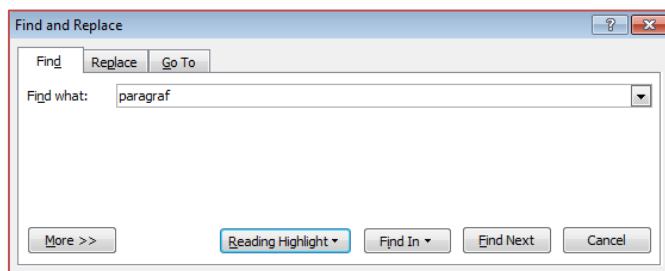 Find and Replace
Find Replace Go To
Find what: paragraf
More >> Reading Highlight Find In Find Next Cancel